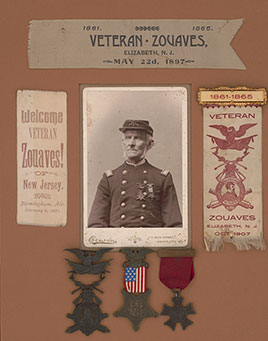 1861. 1865.
VETERAN - ZOUAVES,
ELIZABETH, N. J.
MAY 22d, 1897
Welcome
VETERAN
Zouaves!
OF
New Jersey.
1861-1865
VETERAN
ZOUAVES
ELIZABETH, N.J.
OCT 1907